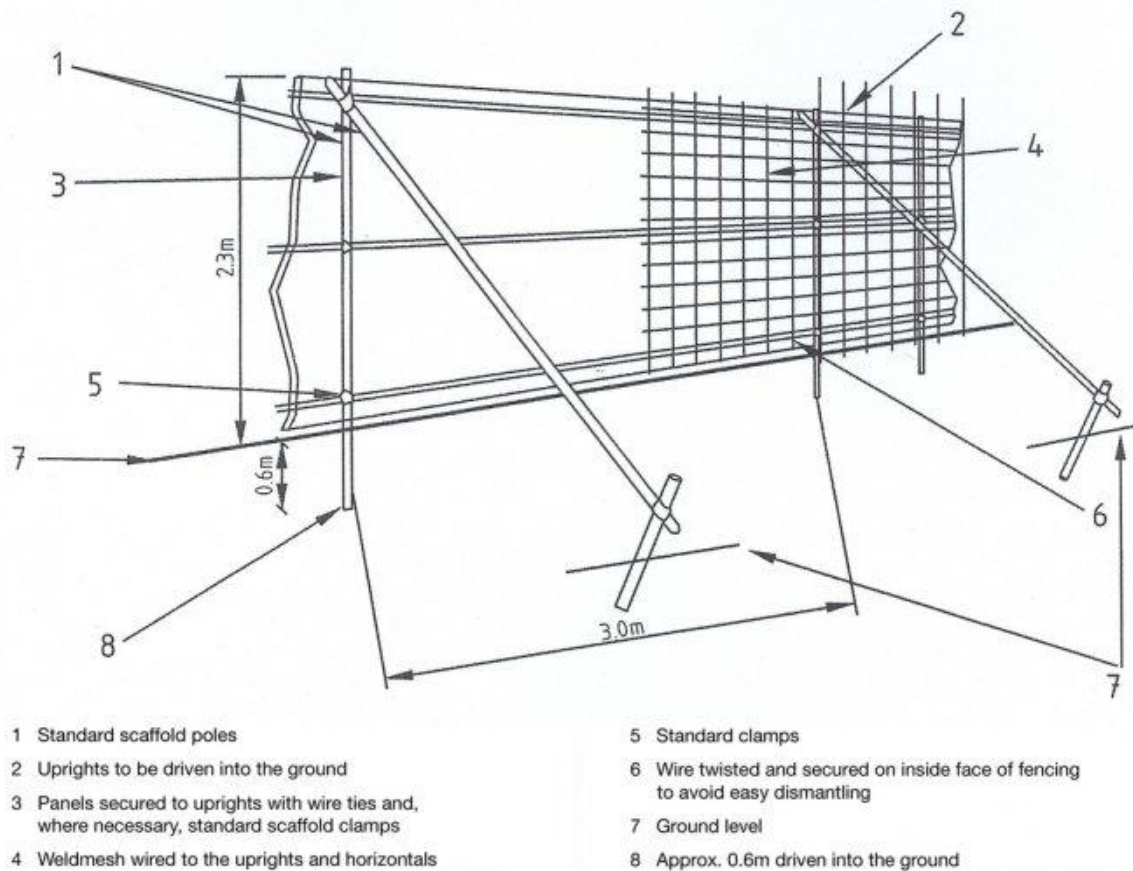 1
2
3
4
2.3m
5
7
0.6m
6
8
3.0m
7
1 Standard scaffold poles
2 Uprights to be driven into the ground
3 Panels secured to uprights with wire ties and,
where necessary, standard scaffold clamps
4 Weldmesh wired to the uprights and horizontals
5 Standard clamps
6 Wire twisted and secured on inside face of fencing
to avoid easy dismantling
7 Ground level
8 Approx. 0.6m driven into the ground